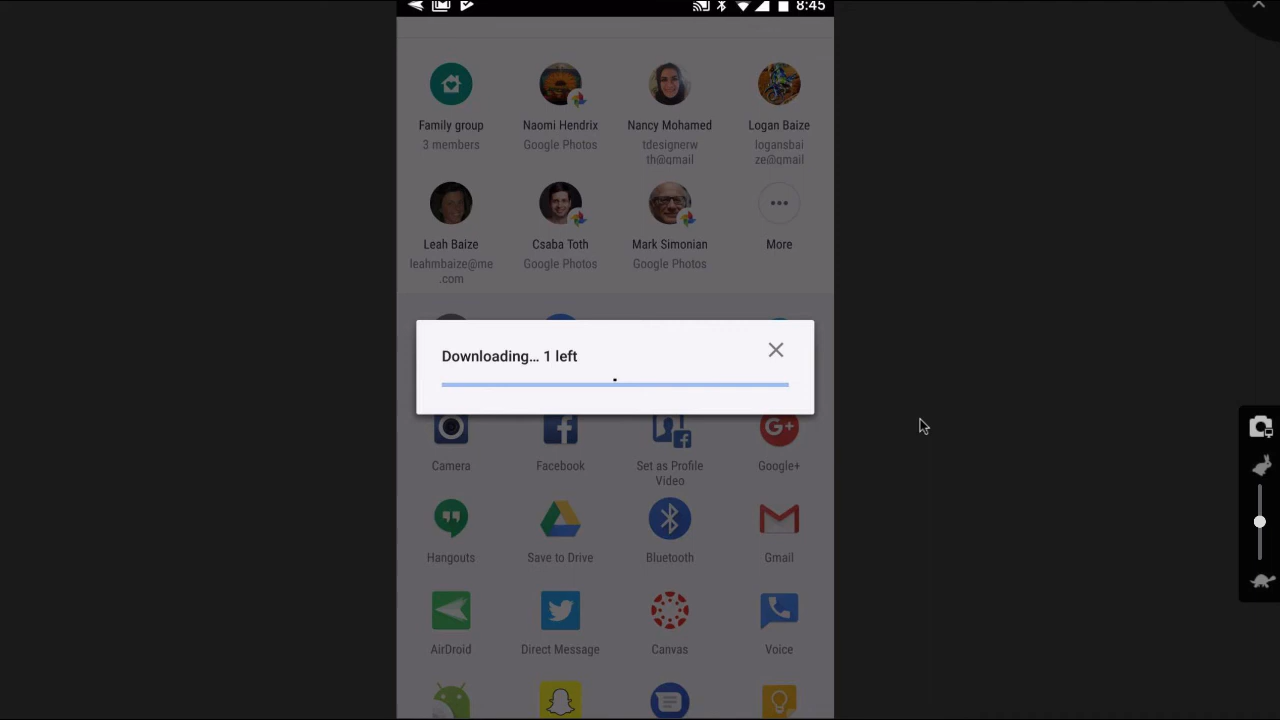 8:45
Family group
Naomi Hendrix
Nancy Mohamed
Logan Baize
3 members
Google Photos
tdesignerw
th@gmail
logansbai
ze@gmail
Leah Baize
Csaba Toth
Mark Simonian
More
leahmbaize@me
.com
Google Photos
Google Photos
Downloading... 1 left
Camera
Facebook
Set as Profile
Video
Google+
Hangouts
Save to Drive
Bluetooth
Gmail
AirDroid
Direct Message
Canvas
Voice